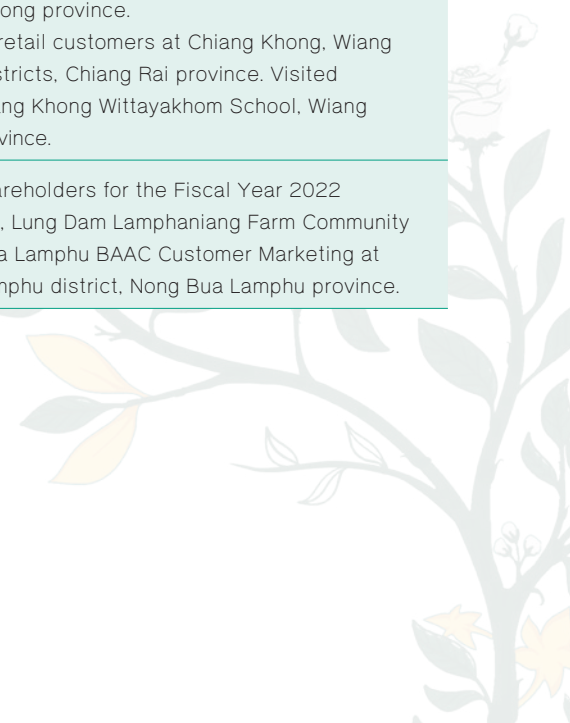 ong province.
retail customers at Chiang Khong, Wiang
stricts, Chiang Rai province. Visited
ng Khong Wittayakhom School, Wiang
vince.
areholders for the Fiscal Year 2022
, Lung Dam Lamphaniang Farm Community
a Lamphu BAAC Customer Marketing at
mphu district, Nong Bua Lamphu province.